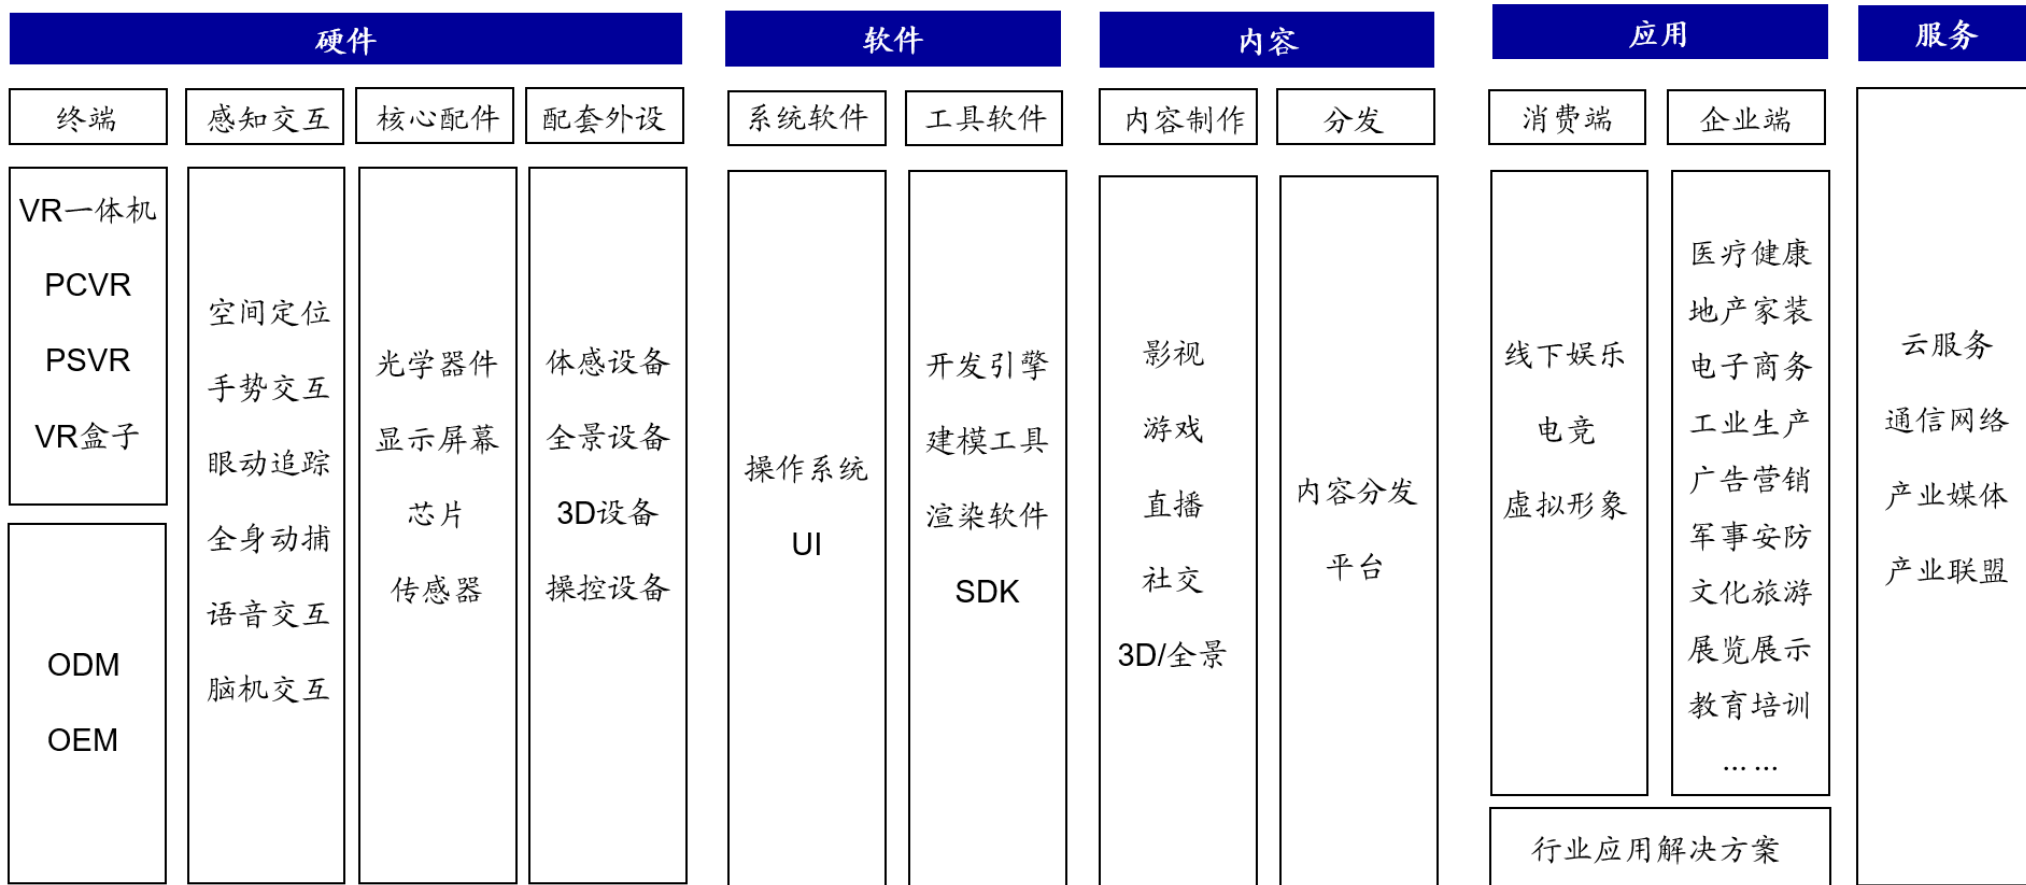 硬件
软件
内容
应用
服务
终端
感知交互
核心配件
配套外设
系统软件
工具软件
内容制作
分发
消费端
企业端
VR一体机
PCVR
PSVR
VR盒子
ODM
OEM
空间定位
手势交互
眼动追踪
全身动捕
语音交互
脑机交互
光学器件
显示屏幕
芯片
传感器
体感设备
全景设备
3D设备
操控设备
操作系统
UI
开发引擎
建模工具
渲染软件
SDK
影视
游戏
直播
社交
3D/全景
内容分发
平台
线下娱乐
电竞
虚拟形象
医疗健康
地产家装
电子商务
工业生产
广告营销
军事安防
文化旅游
展览展示
教育培训
... ...
行业应用解决方案
云服务
通信网络
产业媒体
产业联盟